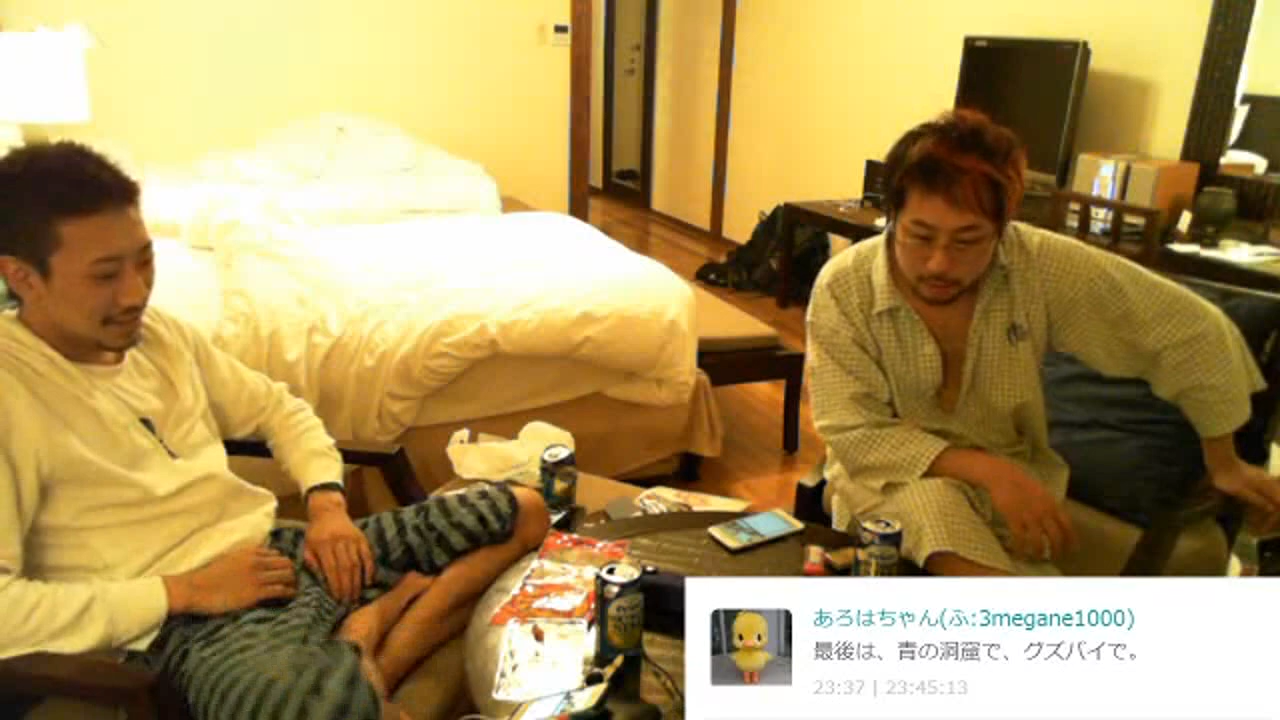 あろはちゃん(ふ:3megane1000)
最後は、青の洞窟で、グズバイで。
23:37 | 23:45:13